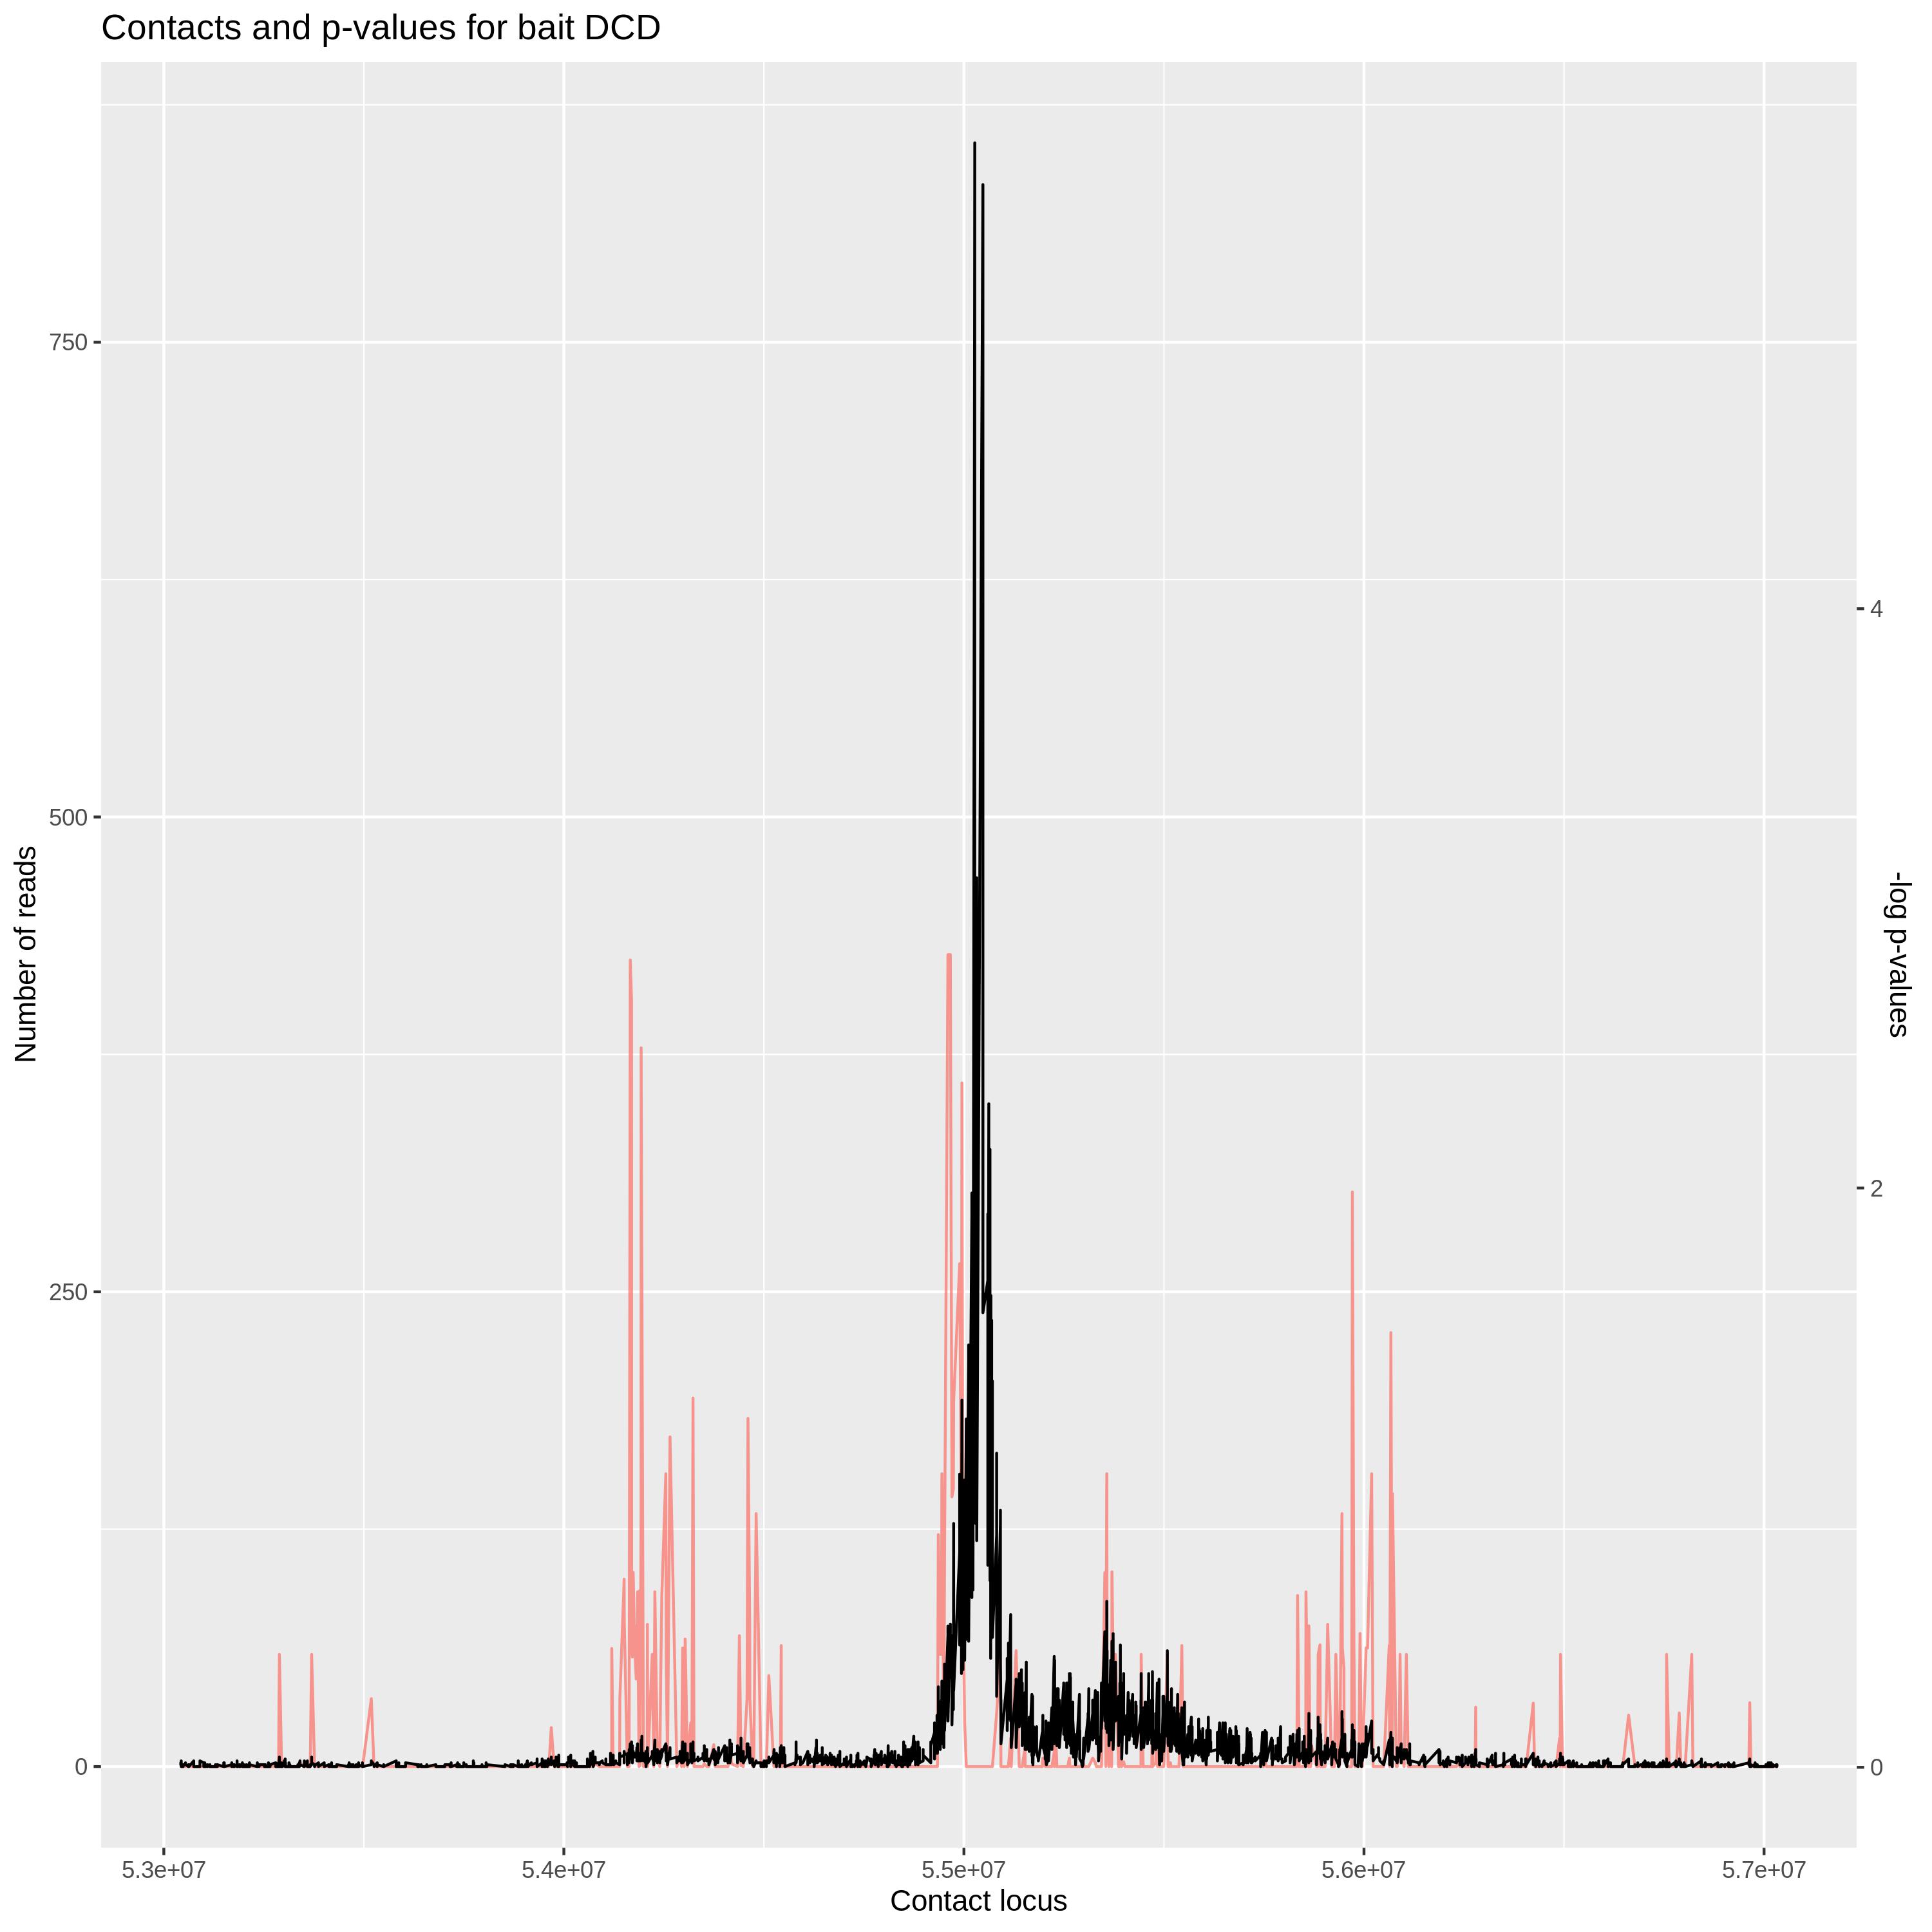 Contacts and p-values for bait DCD
750
500
250
0
Number of reads
4
2
0
-log p-values
5.3e+07
5.4e+07
5.5e+07
5.6e+07
5.7e+07
Contact locus